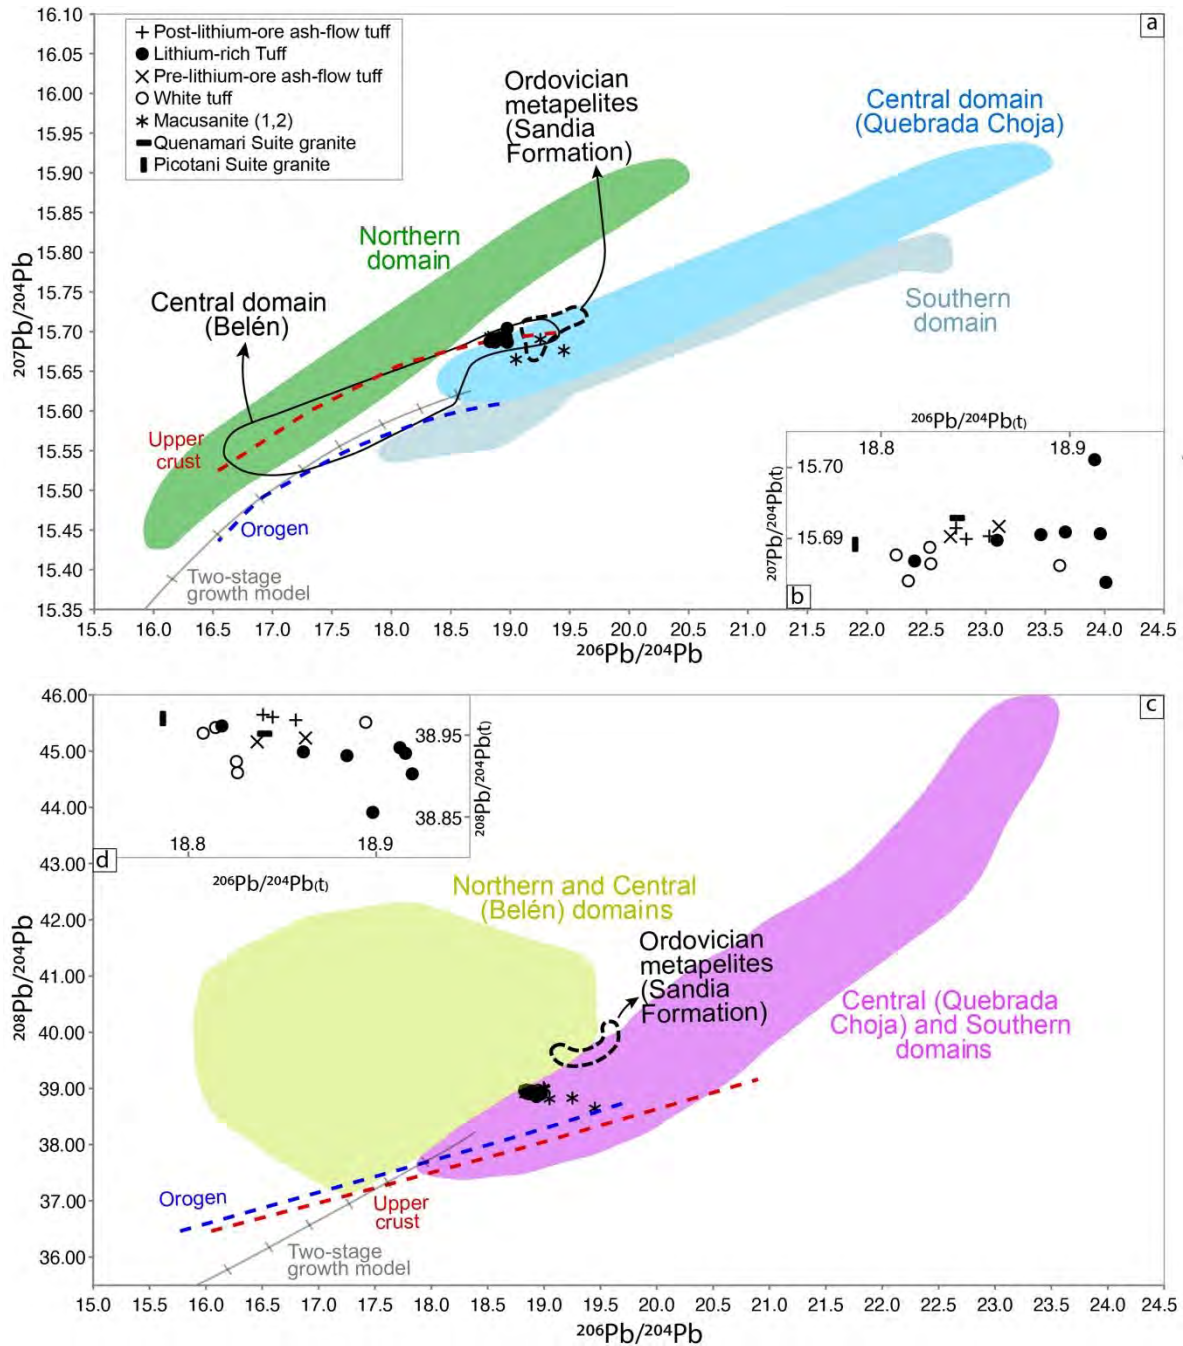 a
16.10
16.05
16.00
15.95
15.90
15.85
15.80
15.75
15.70
15.65
15.60
15.55
15.50
15.45
15.40
15.35
²⁰⁷Pb/²⁰⁴Pb
Post-lithium-ore ash-flow tuff
Lithium-rich Tuff
Pre-lithium-ore ash-flow tuff
White tuff
Macusanite (1,2)
Quenamari Suite granite
Picotani Suite granite
Ordovician
metapelites
(Sandia
Formation)
Central domain
(Quebrada Choja)
Northern
domain
Central domain
(Belén)
Southern
domain
Upper
crust
Orogen
Two-stage
growth model
²⁰⁶Pb/²⁰⁴Pb(t)
18.8 18.9
15.70
15.69
²⁰⁷Pb/²⁰⁴Pb(t)
b
15.5 16.0 16.5 17.0 17.5 18.0 18.5 19.0 19.5 20.0 20.5 21.0 21.5 22.0 22.5 23.0 23.5 24.0 24.5
²⁰⁶Pb/²⁰⁴Pb
c
46.00
45.00
44.00
43.00
42.00
41.00
40.00
39.00
38.00
37.00
36.00
²⁰⁸Pb/²⁰⁴Pb
38.95
38.85
²⁰⁸Pb/²⁰⁴Pb(t)
18.8 18.9
d
²⁰⁶Pb/²⁰⁴Pb(t)
Northern and Central
(Belén) domains
Ordovician
metapelites
(Sandia
Formation)
Central (Quebrada
Choja) and Southern
domains
Orogen
Upper
crust
Two-stage
growth model
15.0 15.5 16.0 16.5 17.0 17.5 18.0 18.5 19.0 19.5 20.0 20.5 21.0 21.5 22.0 22.5 23.0 23.5 24.0 24.5
²⁰⁶Pb/²⁰⁴Pb